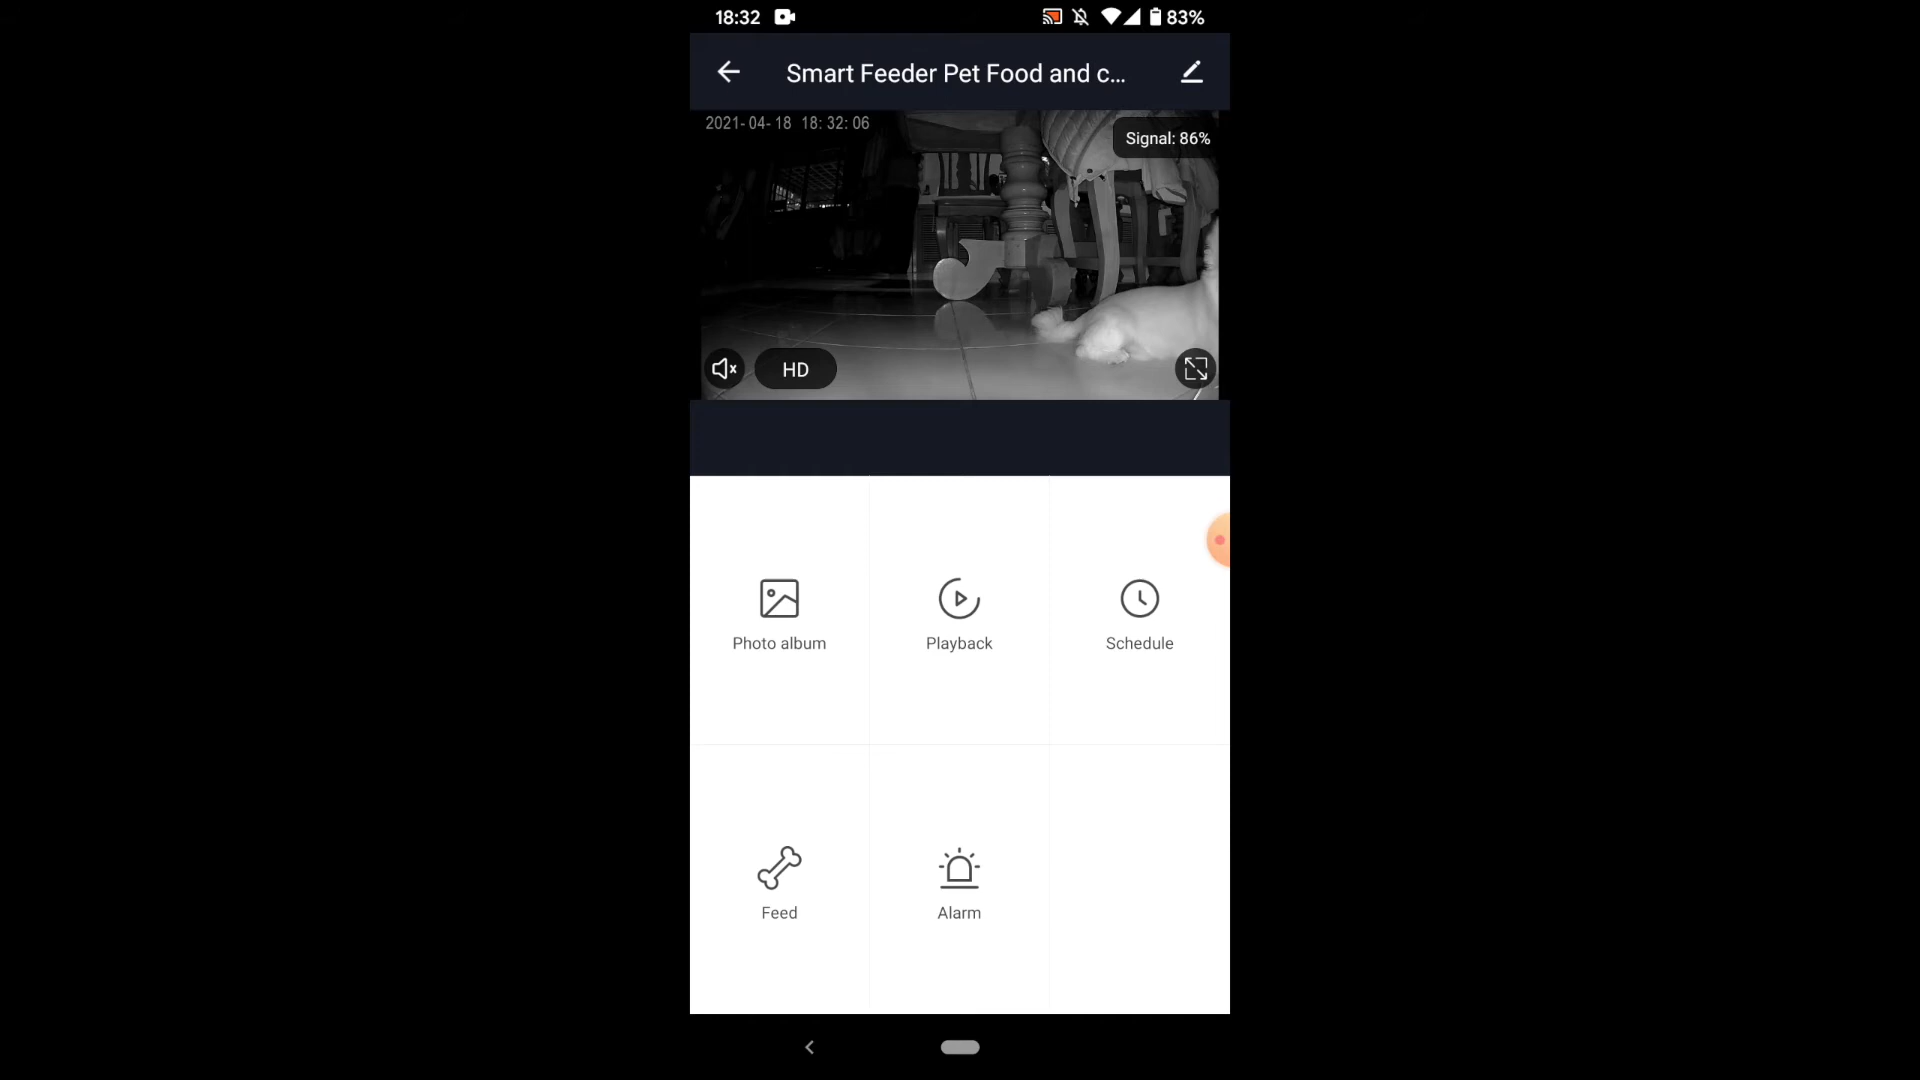 18:32
83%
Smart Feeder Pet Food and c...
2021-04-18 18:32:06
Signal: 86%
HD
Photo album
Playback
Schedule
Feed
Alarm